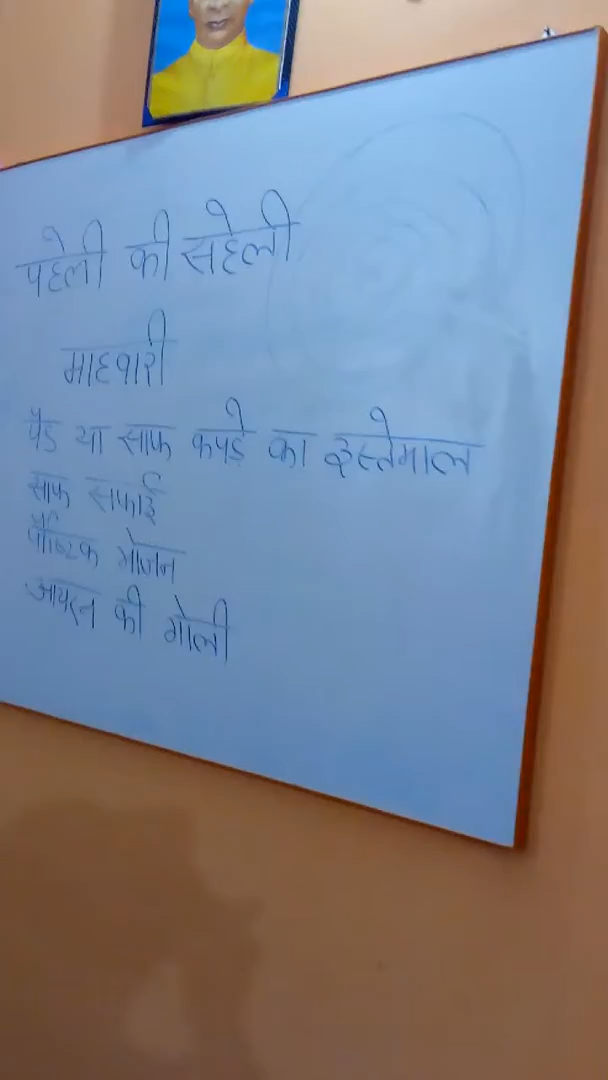 पहेली की सहेली
माहवारी
पैड या साफ कपडे का इस्तेमाल
साफ सफाई
पौष्टिक भोजन
आयरन की गोली